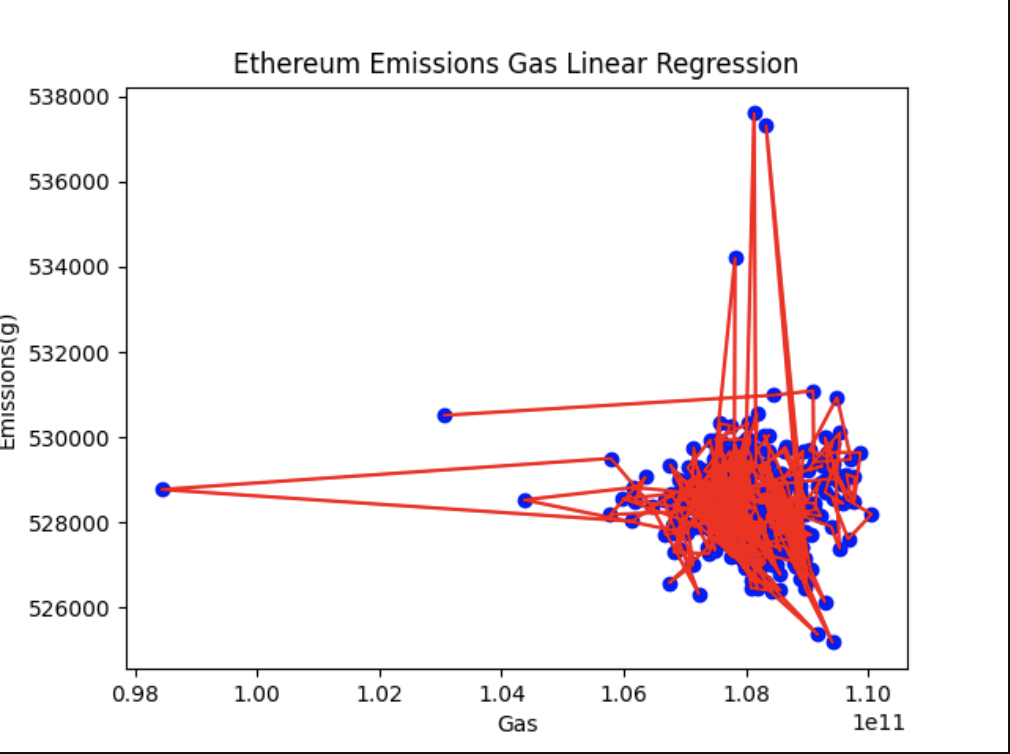 Ethereum Emissions Gas Linear Regression
538000
536000
534000
532000
530000
528000
526000
Emissions(g)
0.98 1.00 1.02 1.04 1.06 1.08 1.10
1e11
Gas